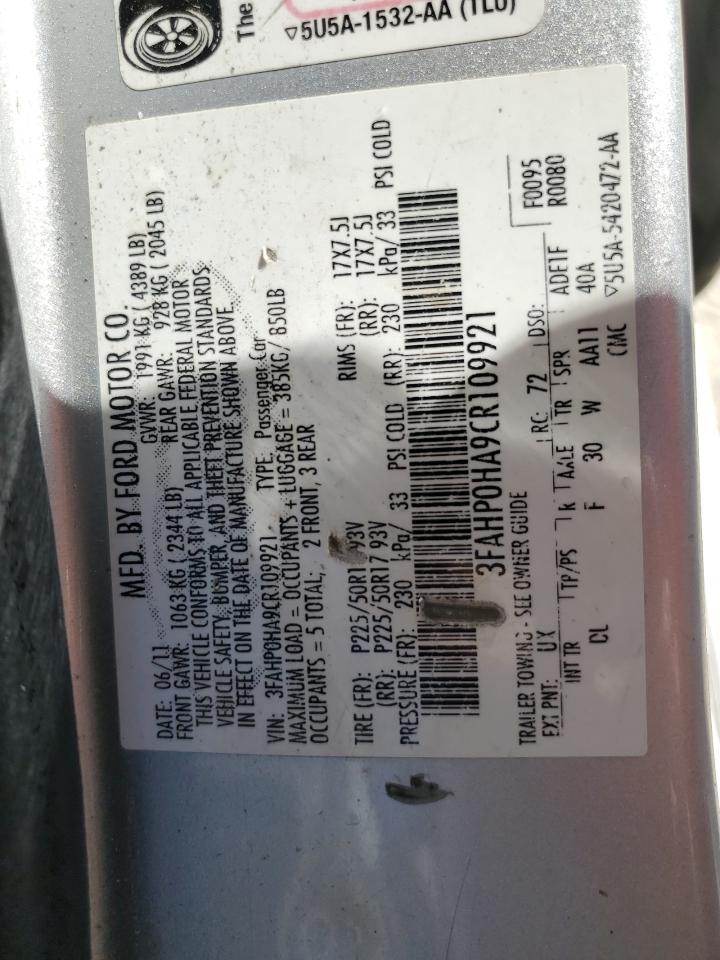 The
▽5U5A-1532-AA (TLU)
MFD. BY FORD MOTOR CO.
DATE: 06/11 GVWR: 1991 KG ( 4389 LB)
FRONT GAWR: 1063 KG ( 2344 LB) REAR GAWR: 928 KG ( 2045 LB)
THIS VEHICLE CONFORMS TO ALL APPLICABLE FEDERAL MOTOR
VEHICLE SAFETY, BUMPER, AND THEFT PREVENTION STANDARDS
IN EFFECT ON THE DATE OF MANUFACTURE SHOWN ABOVE.
VIN: 3FAHP0HA9CR109921 TYPE: Passenger Car
MAXIMUM LOAD = OCCUPANTS + LUGGAGE = 385KG/ 850LB
OCCUPANTS = 5 TOTAL; 2 FRONT, 3 REAR
TIRE (FR): P225/50R17 93V RIMS (FR): 17X7.5J
(RR): P225/50R17 93V (RR): 17X7.5J
PRESSURE (FR): 230 kPa/ 33 PSI COLD (RR): 230 kPa/ 33 PSI COLD
3FAHP0HA9CR109921
TRAILER TOWING - SEE OWNER GUIDE F0095
EXT PNT: UX RC: 72 DSO: R0080
INT TR TP/PS k AXLE TR SPR ADE1F
CL F 30 W AA11 40A
CMC ▽5U5A-5420472-AA